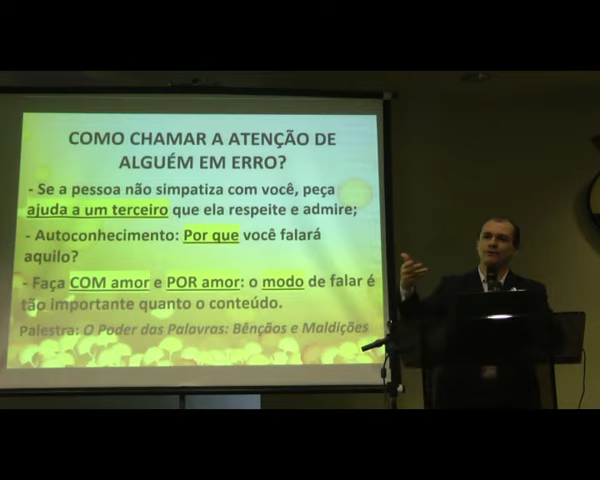 COMO CHAMAR A ATENÇÃO DE
ALGUÉM EM ERRO?
- Se a pessoa não simpatiza com você, peça
ajuda a um terceiro que ela respeite e admire;
- Autoconhecimento: Por que você falará
aquilo?
- Faça COM amor e POR amor: o modo de falar é
tão importante quanto o conteúdo.
Palestra: O Poder das Palavras: Bênçãos e Maldições